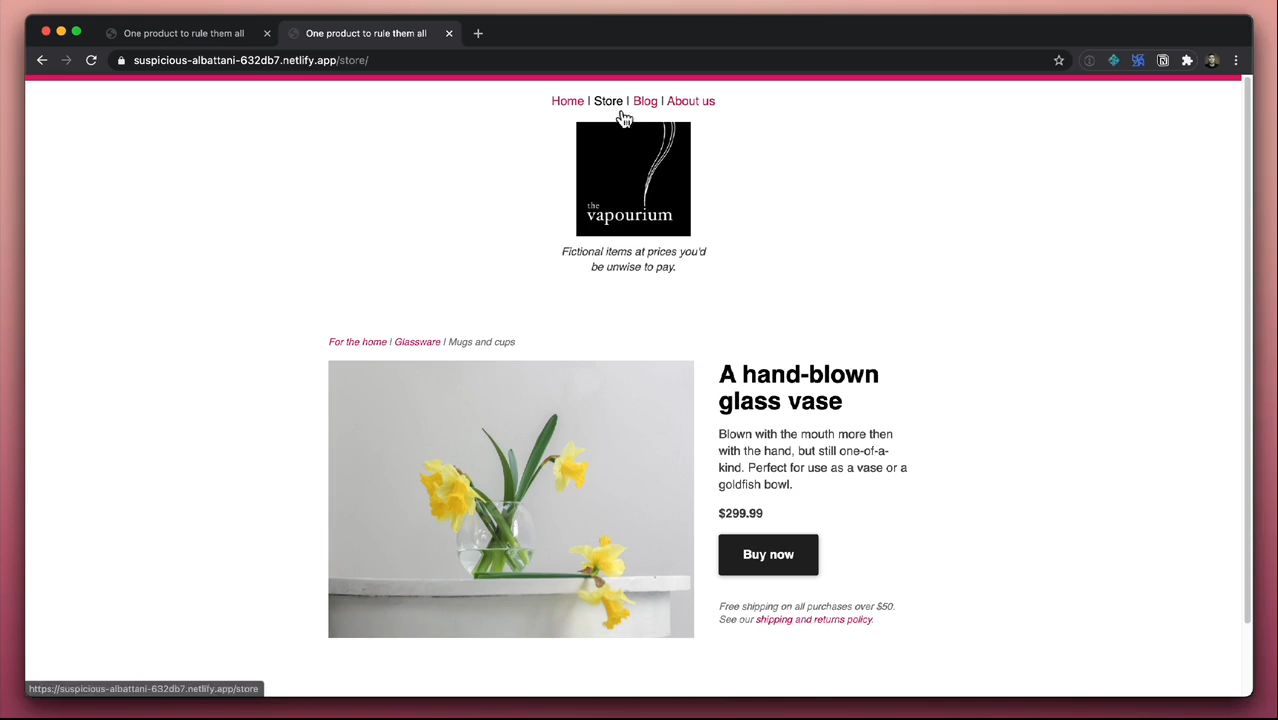 One product to rule them all
One product to rule them all
suspicious-albattani-632db7.netlify.app/store/
Home | Store | Blog | About us
the
vapourium
Fictional items at prices you'd
be unwise to pay.
For the home | Glassware | Mugs and cups
A hand-blown
glass vase
Blown with the mouth more then
with the hand, but still one-of-a-
kind. Perfect for use as a vase or a
goldfish bowl.
$299.99
Buy now
Free shipping on all purchases over $50.
See our shipping and returns policy.
https://suspicious-albattani-632db7.netlify.app/store